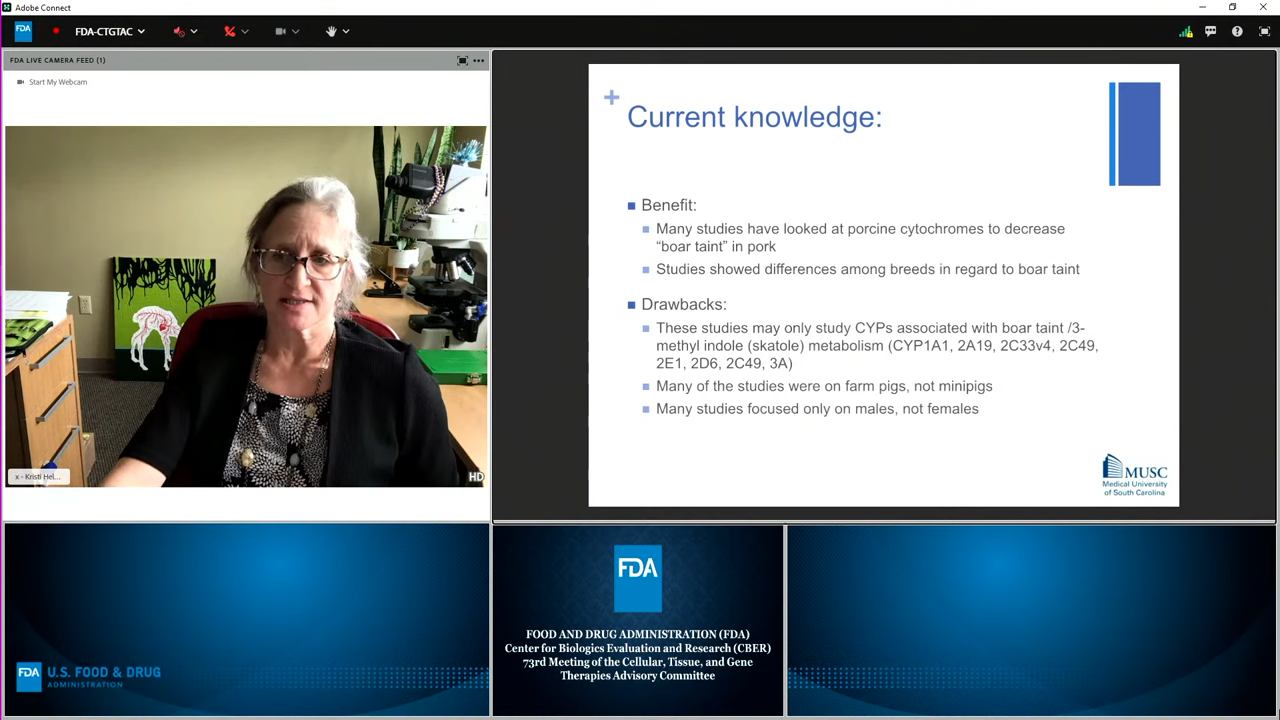 Adobe Connect
FDA
FDA-CTGTAC
FDA LIVE CAMERA FEED (1)
Start My Webcam
x - Kristi Hel...
HD
+
Current knowledge:
Benefit:
Many studies have looked at porcine cytochromes to decrease
“boar taint” in pork
Studies showed differences among breeds in regard to boar taint
Drawbacks:
These studies may only study CYPs associated with boar taint /3-
methyl indole (skatole) metabolism (CYP1A1, 2A19, 2C33v4, 2C49,
2E1, 2D6, 2C49, 3A)
Many of the studies were on farm pigs, not minipigs
Many studies focused only on males, not females
MUSC
Medical University
of South Carolina
FDA
U.S. FOOD & DRUG
ADMINISTRATION
FDA
FOOD AND DRUG ADMINISTRATION (FDA)
Center for Biologics Evaluation and Research (CBER)
73rd Meeting of the Cellular, Tissue, and Gene
Therapies Advisory Committee